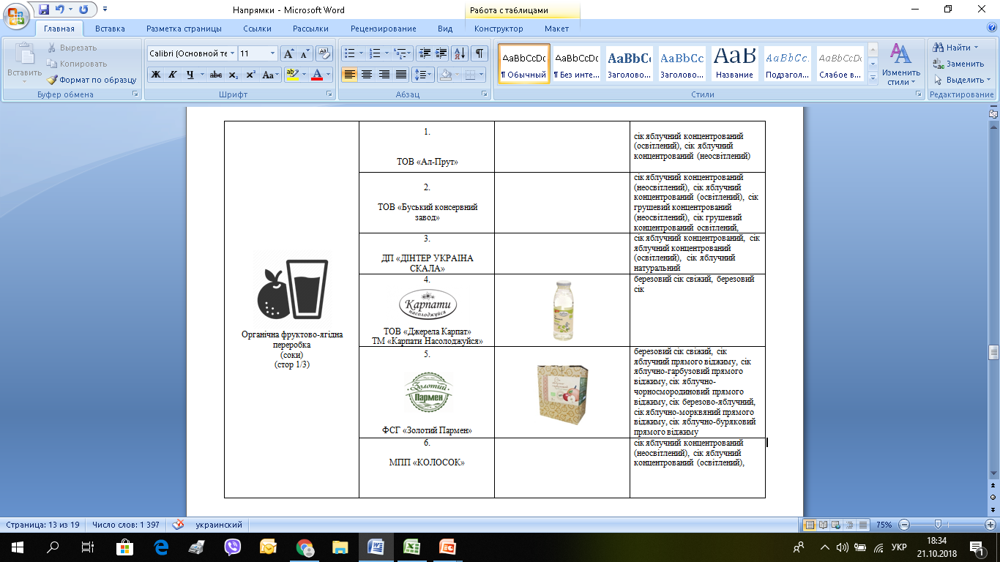 Напрямки - Microsoft Word
Работа с таблицами
Главная Вставка Разметка страницы Ссылки Рассылки Рецензирование Вид Конструктор Макет
Вставить
Вырезать
Копировать
Формат по образцу
Буфер обмена
Calibri (Основной те 11
Ж К Ч abc x₂ x² Aa
Шрифт
Абзац
AaBbCcDc AaBbCcDc AaBbCc AaBbCc AaB AaBbCc. AaBbCcDc
¶ Обычный ¶ Без инте... Заголово... Заголово... Название Подзагол... Слабое в...
Стили
Изменить
стили
Найти
Заменить
Выделить
Редактирование
Органічна фруктово-ягідна
переробка
(соки)
(стор 1/3)
1.
ТОВ «Ал-Прут»
сік яблучний концентрований
(освітлений), сік яблучний
концентрований (неосвітлений)
2.
ТОВ «Буський консервний
завод»
сік яблучний концентрований
(неосвітлений), сік яблучний
концентрований (освітлений), сік
грушевий концентрований
(неосвітлений), сік грушевий
концентрований освітлений,
3.
ДП «ДІНТЕР УКРАІНА
СКАЛА»
сік яблучний концентрований, сік
яблучний концентрований
(освітлений), сік яблучний
натуральний
4.
Карпати
насолоджуйся
ТОВ «Джерела Карпат»
ТМ «Карпати Насолоджуйся»
березовий сік свіжий, березовий
сік
5.
Золотий
Пармен
ФСГ «Золотий Пармен»
березовий сік свіжий, сік
яблучний прямого віджиму, сік
яблучно-гарбузовий прямого
віджиму, сік яблучно-
чорносмородиновий прямого
віджиму, сік березово-яблучний,
сік яблучно-морквяний прямого
віджиму, сік яблучно-буряковий
прямого віджиму
6.
МПП «КОЛОСОК»
сік яблучний концентрований
(неосвітлений), сік яблучний
концентрований (освітлений),
Страница: 13 из 19 Число слов: 1 397 украинский 75%
УКР
18:34
21.10.2018